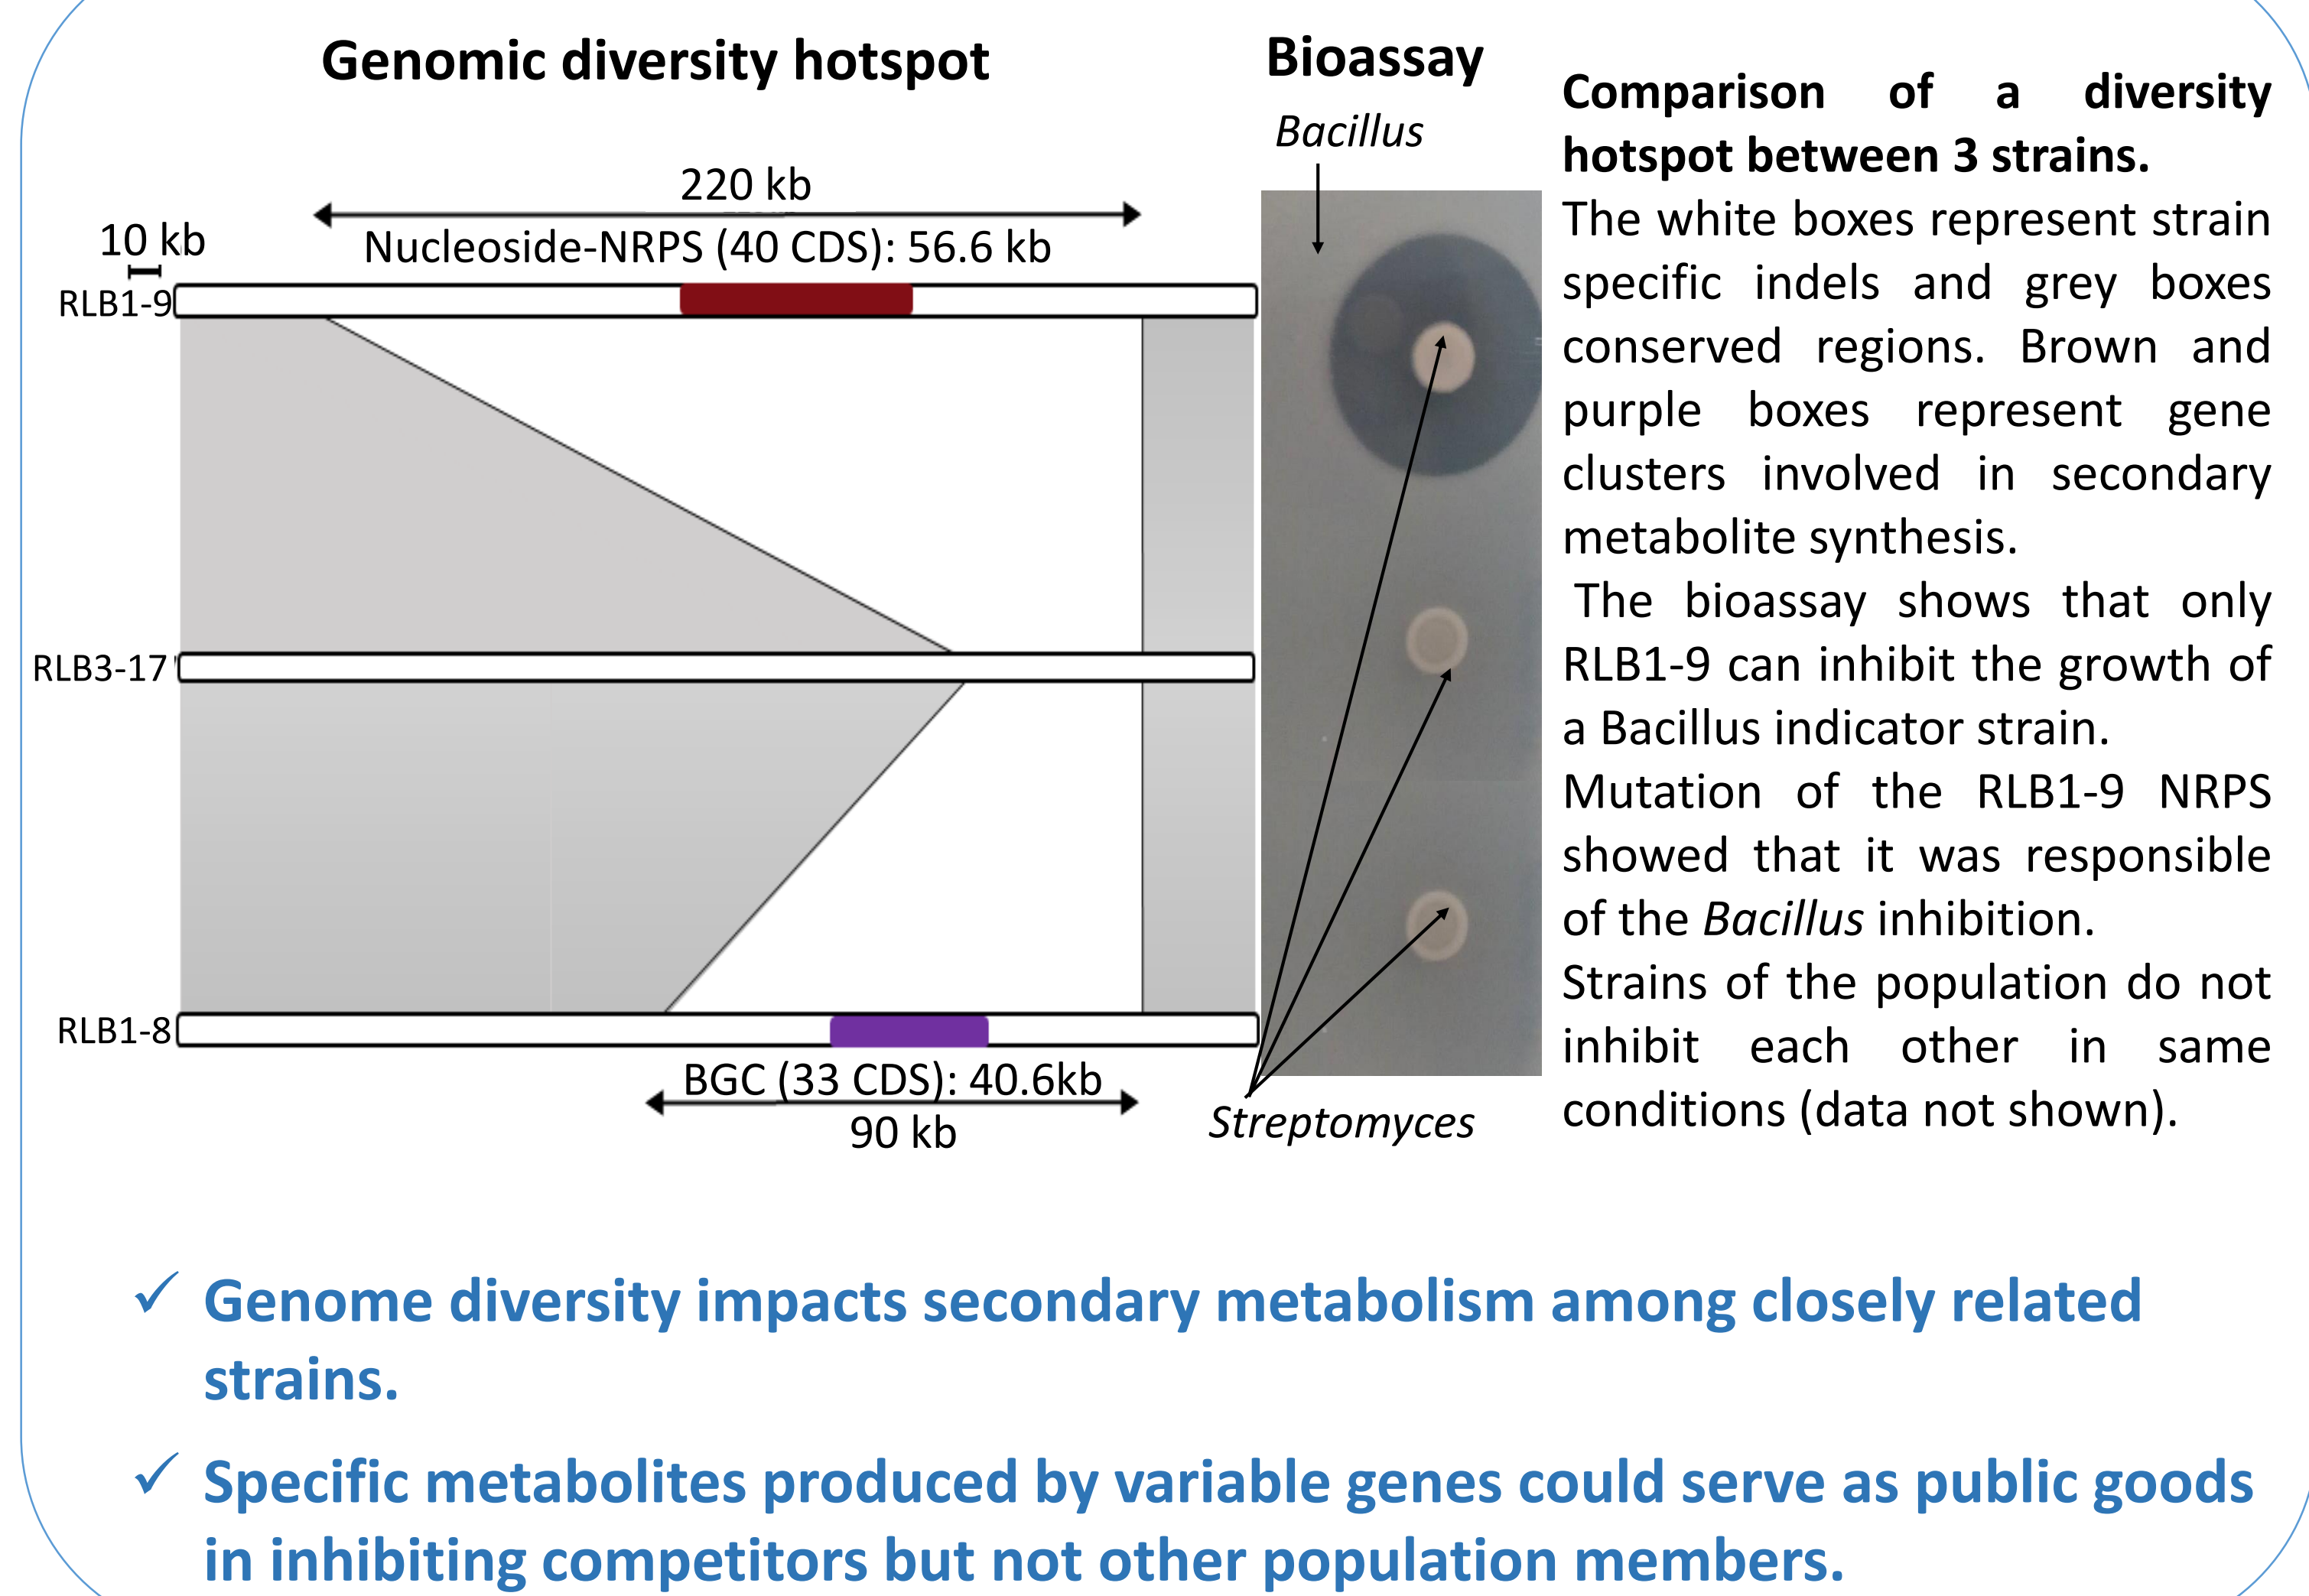 Genomic diversity hotspot
220 kb
10 kb
Nucleoside-NRPS (40 CDS): 56.6 kb
RLB1-9
RLB3-17
RLB1-8
BGC (33 CDS): 40.6kb
90 kb
Bioassay
Bacillus
Streptomyces
Comparison of a diversity
hotspot between 3 strains.
The white boxes represent strain
specific indels and grey boxes
conserved regions. Brown and
purple boxes represent gene
clusters involved in secondary
metabolite synthesis.
The bioassay shows that only
RLB1-9 can inhibit the growth of
a Bacillus indicator strain.
Mutation of the RLB1-9 NRPS
showed that it was responsible
of the Bacillus inhibition.
Strains of the population do not
inhibit each other in same
conditions (data not shown).
✓ Genome diversity impacts secondary metabolism among closely related
strains.
✓ Specific metabolites produced by variable genes could serve as public goods
in inhibiting competitors but not other population members.